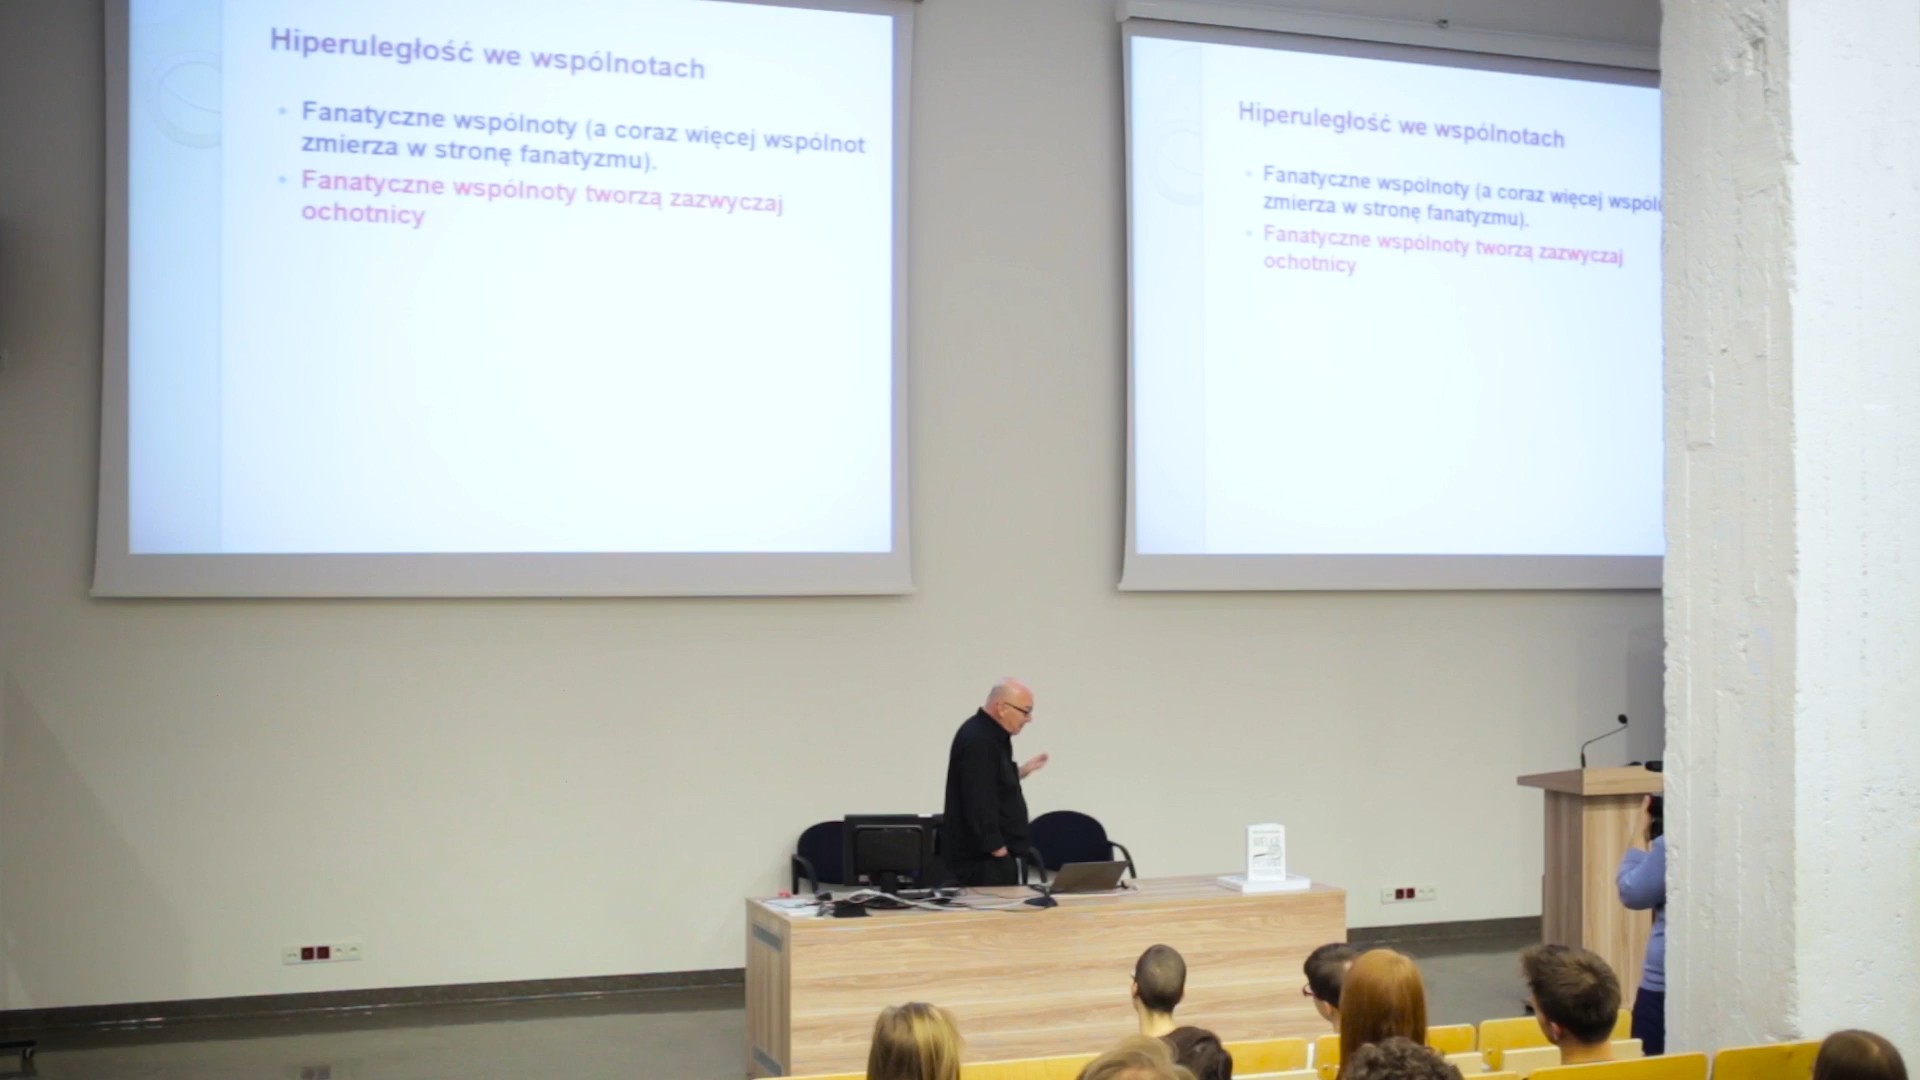 Hiperuległość we wspólnotach
Fanatyczne wspólnoty (a coraz więcej wspólnot
zmierza w stronę fanatyzmu).
Fanatyczne wspólnoty tworzą zazwyczaj
ochotnicy
Hiperuległość we wspólnotach
Fanatyczne wspólnoty (a coraz więcej
zmierza w stronę fanatyzmu).
Fanatyczne wspólnoty tworzą zazwyczaj
ochotnicy